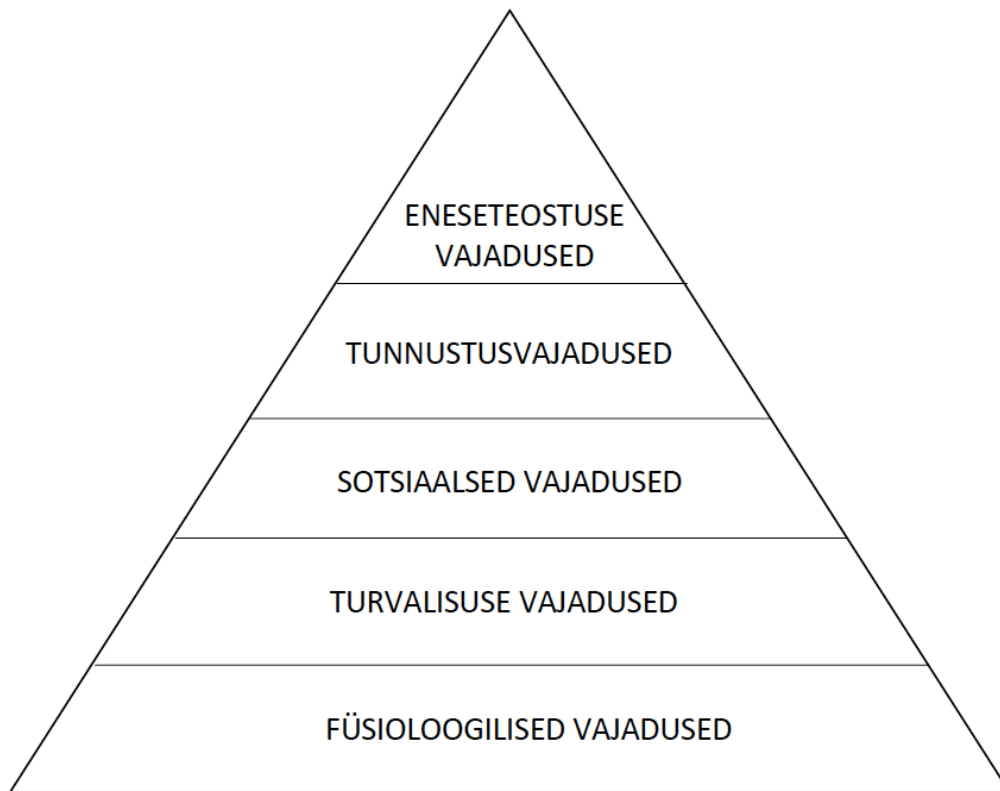 ENESETEOSTUSE
VAJADUSED
TUNNUSTUSVAJADUSED
SOTSIAALSED VAJADUSED
TURVALISUSE VAJADUSED
FÜSIOLOOGILISED VAJADUSED